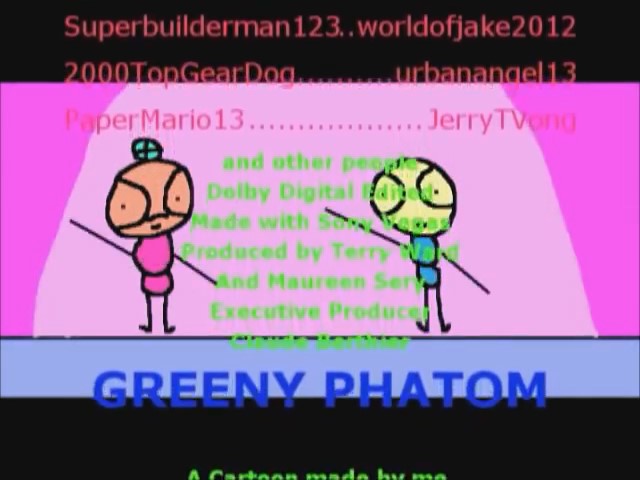 Superbuilderman123..worldofjake2012
2000TopGearDog..........urbanangel13
PaperMario13..................JerryTVong
and other people
Dolby Digital Edited
Made with Sony Vegas
Produced by Terry Ward
And Maureen Sery
Executive Producer
Claude Berthier
GREENY PHATOM
A Cartoon made by me